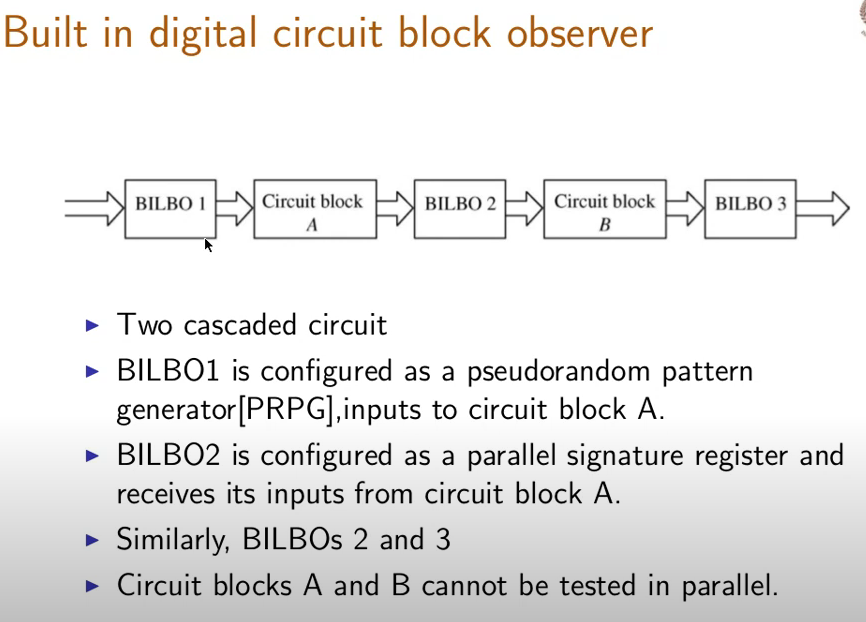 Built in digital circuit block observer
BILBO 1
Circuit block
A
BILBO 2
Circuit block
B
BILBO 3
▶ Two cascaded circuit
▶ BILBO1 is configured as a pseudorandom pattern
generator[PRPG],inputs to circuit block A.
▶ BILBO2 is configured as a parallel signature register and
receives its inputs from circuit block A.
▶ Similarly, BILBOs 2 and 3
▶ Circuit blocks A and B cannot be tested in parallel.